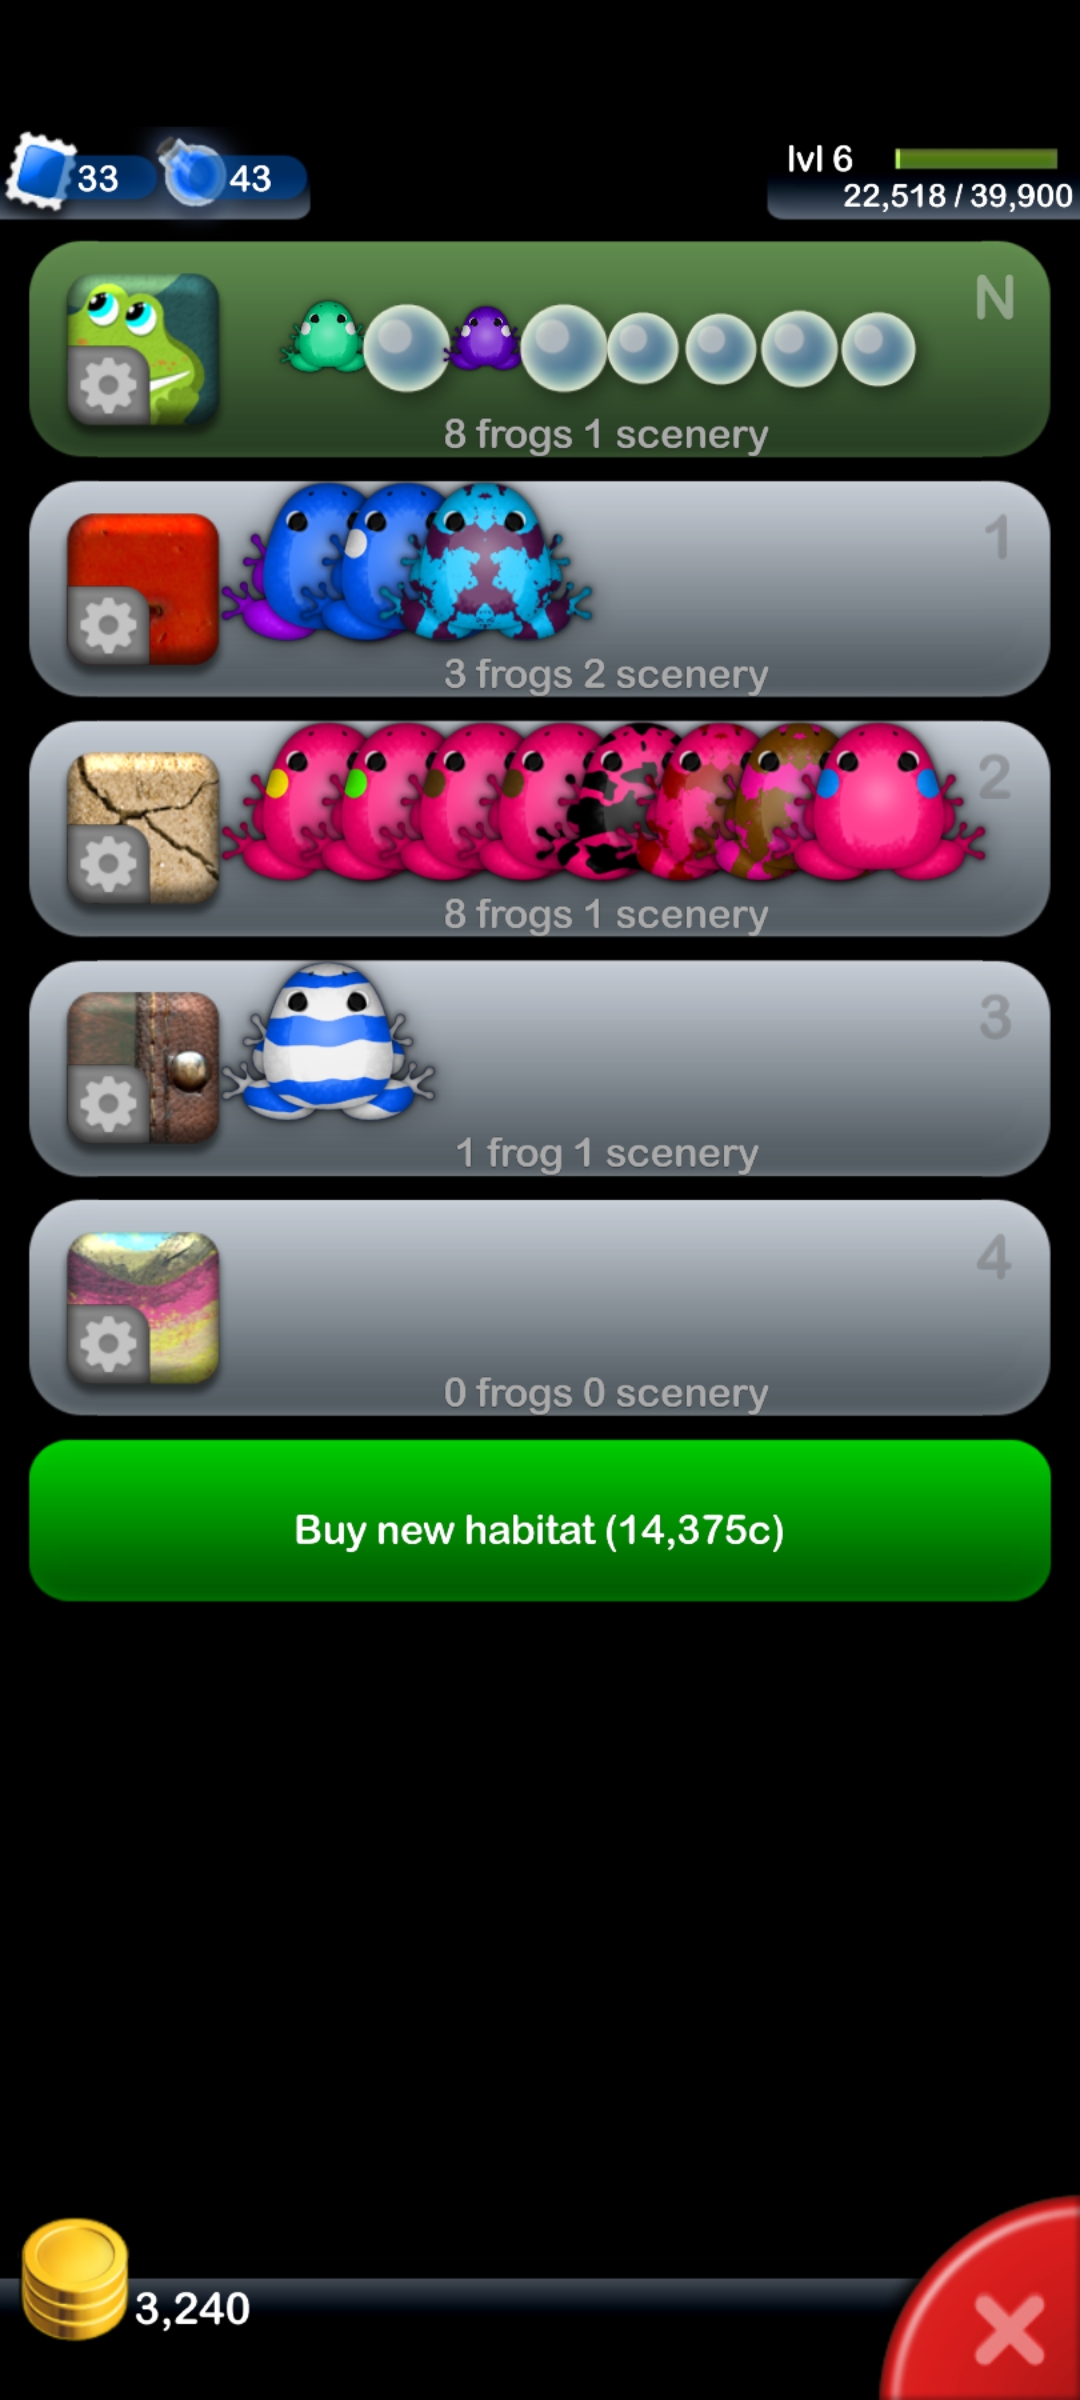 33
43
lvl 6
22,518 / 39,900
N
8 frogs 1 scenery
1
3 frogs 2 scenery
2
8 frogs 1 scenery
3
1 frog 1 scenery
4
0 frogs 0 scenery
Buy new habitat (14,375c)
3,240